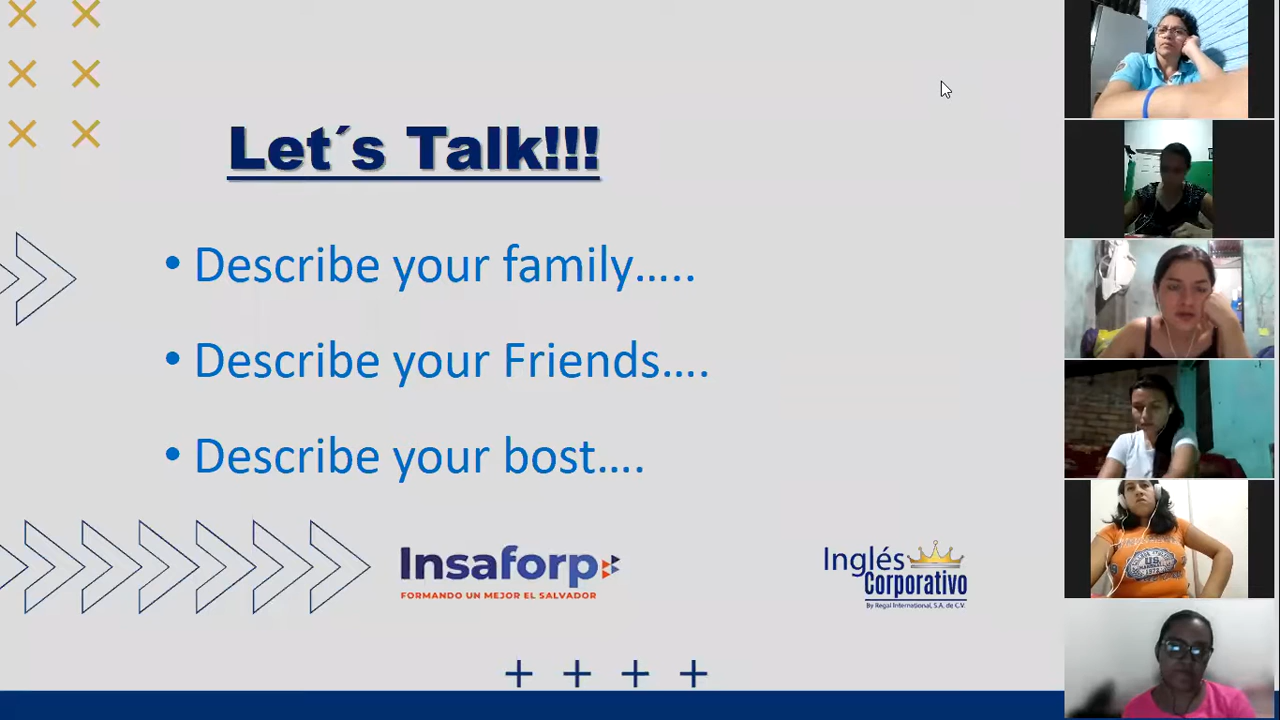 Let´s Talk!!!
• Describe your family.....
• Describe your Friends....
• Describe your bost....
Insaforp
FORMANDO UN MEJOR EL SALVADOR
Inglés
Corporativo
By Regal International, S.A. de C.V.